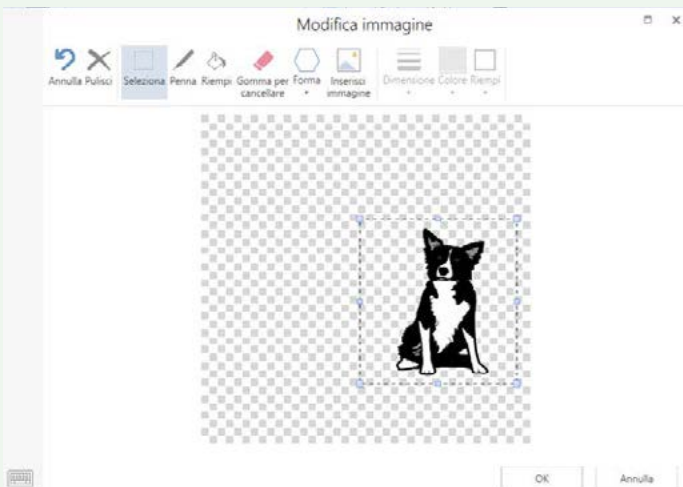 Modifica immagine
Annulla Pulisci Seleziona Penna Riempi Gomma per cancellare Forma Inserisci immagine Dimensione Colore Riempi
OK Annulla